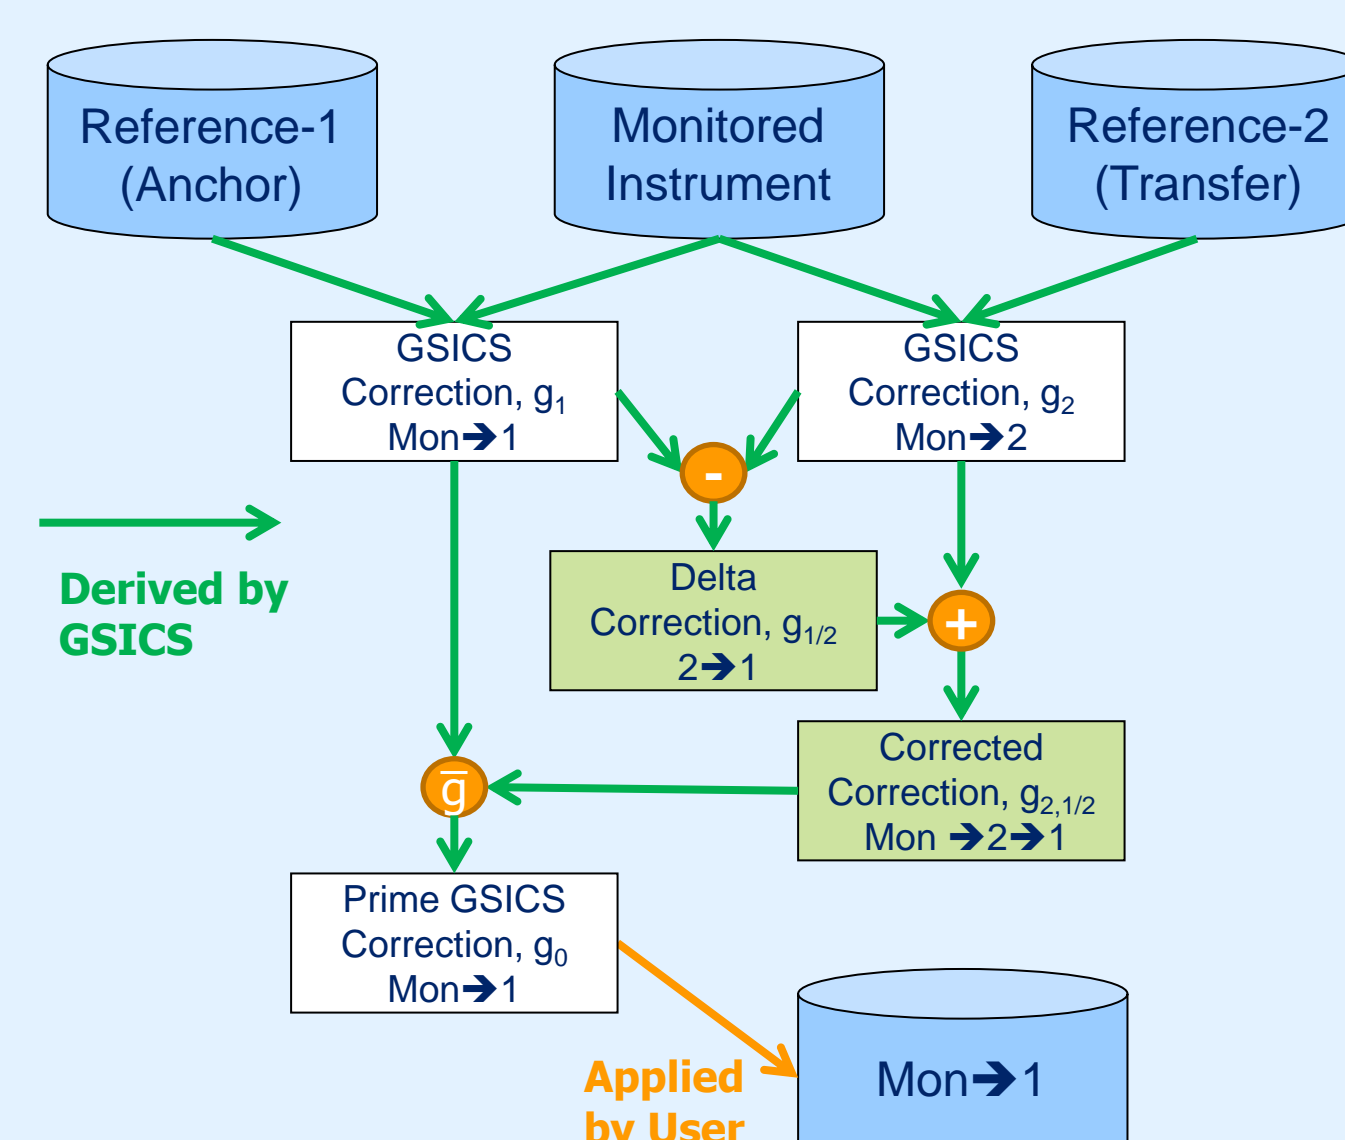 Reference-1
(Anchor)
Monitored
Instrument
Reference-2
(Transfer)
GSICS
Correction, g₁
Mon➔1
GSICS
Correction, g₂
Mon➔2
-
Derived by
GSICS
Delta
Correction, g₁/₂
2➔1
+
Corrected
Correction, g₂,₁/₂
Mon ➔2➔1
g̅
Prime GSICS
Correction, g₀
Mon➔1
Applied
by User
Mon➔1